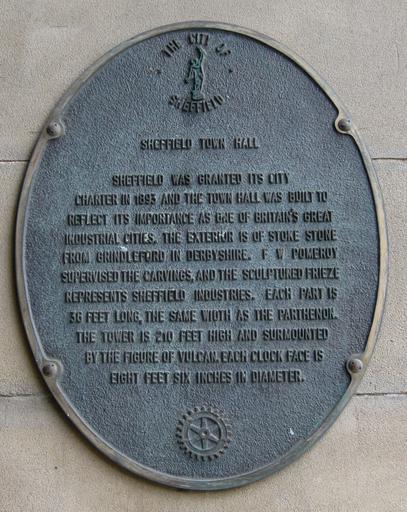 THE CITY OF
SHEFFIELD
SHEFFIELD TOWN HALL
SHEFFIELD WAS GRANTED ITS CITY
CHARTER IN 1893 AND THE TOWN HALL WAS BUILT TO
REFLECT ITS IMPORTANCE AS ONE OF BRITAIN'S GREAT
INDUSTRIAL CITIES. THE EXTERIOR IS OF STOKE STONE
FROM GRINDLEFORD IN DERBYSHIRE. F W POMEROY
SUPERVISED THE CARVINGS, AND THE SCULPTURED FRIEZE
REPRESENTS SHEFFIELD INDUSTRIES. EACH PART IS
36 FEET LONG, THE SAME WIDTH AS THE PARTHENON.
THE TOWER IS 210 FEET HIGH AND SURMOUNTED
BY THE FIGURE OF VULCAN. EACH CLOCK FACE IS
EIGHT FEET SIX INCHES IN DIAMETER.